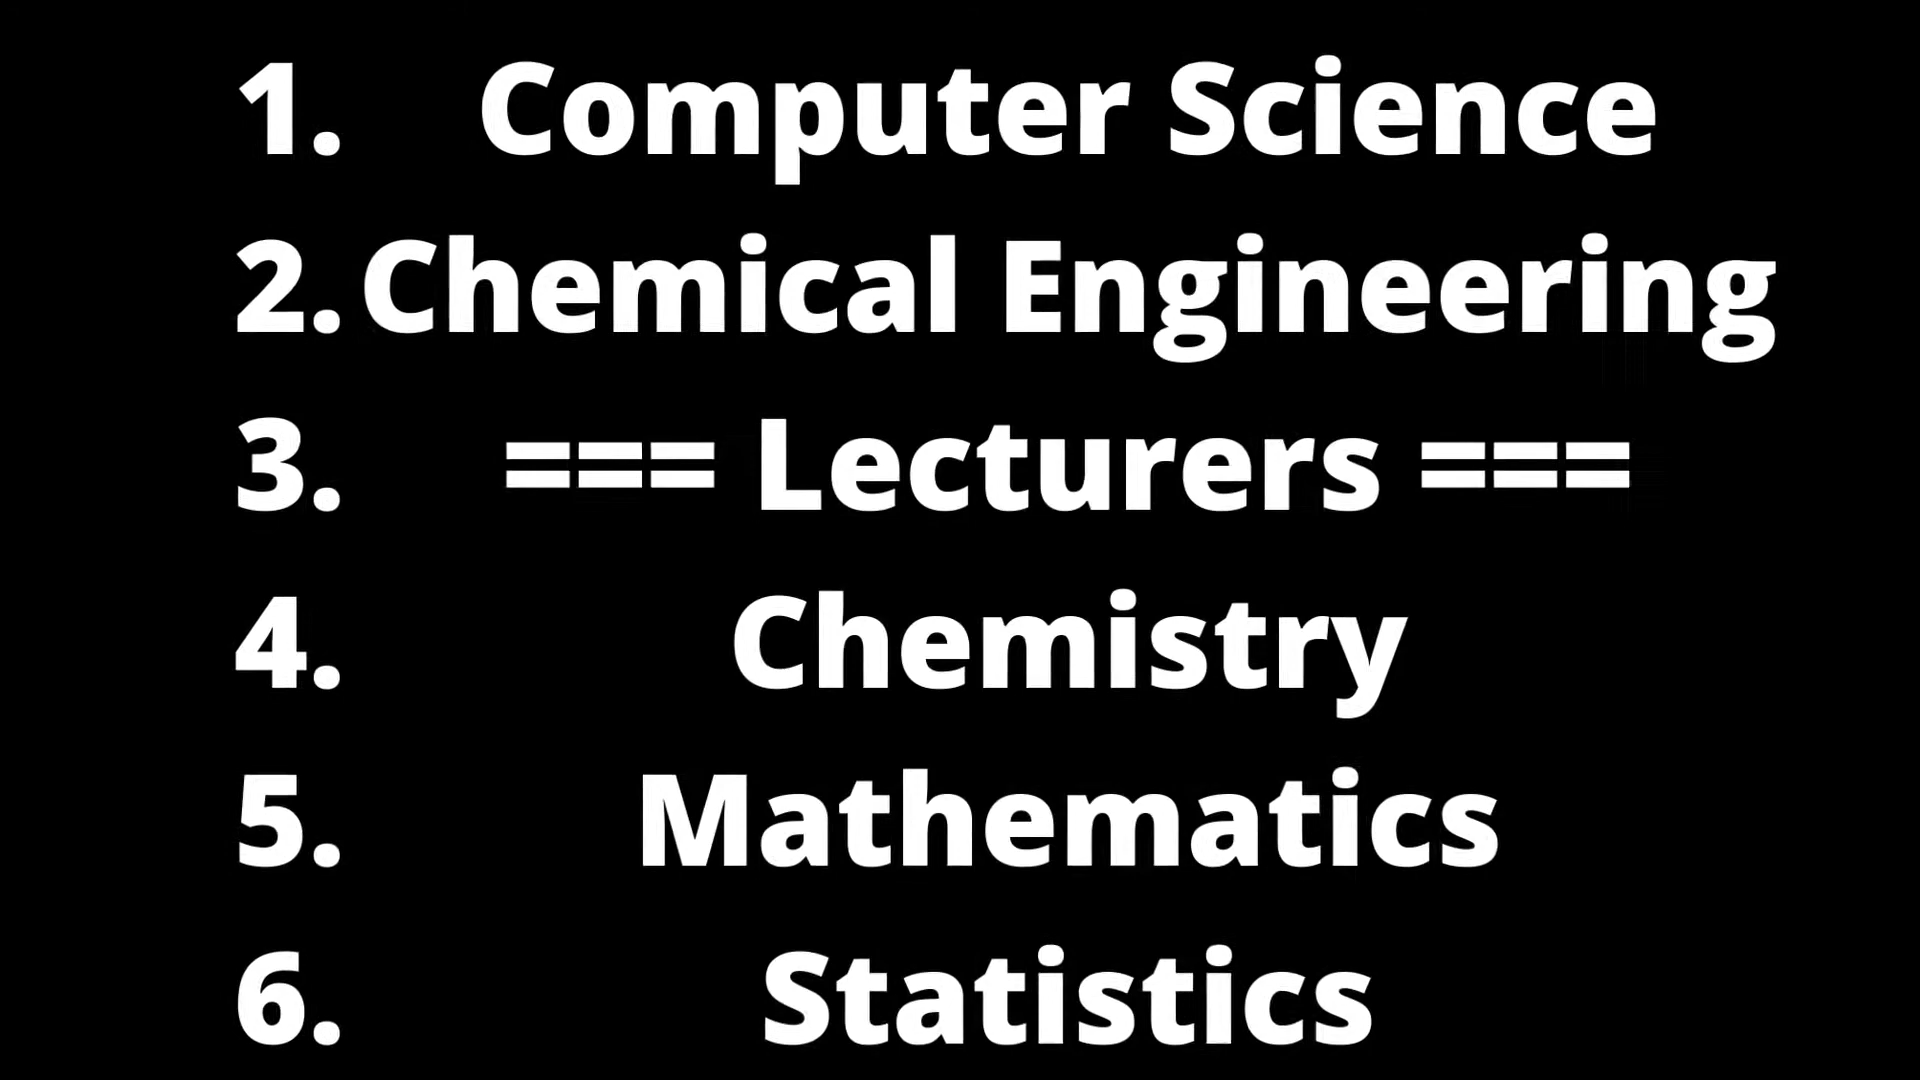 1. Computer Science
2. Chemical Engineering
3. === Lecturers ===
4. Chemistry
5. Mathematics
6. Statistics